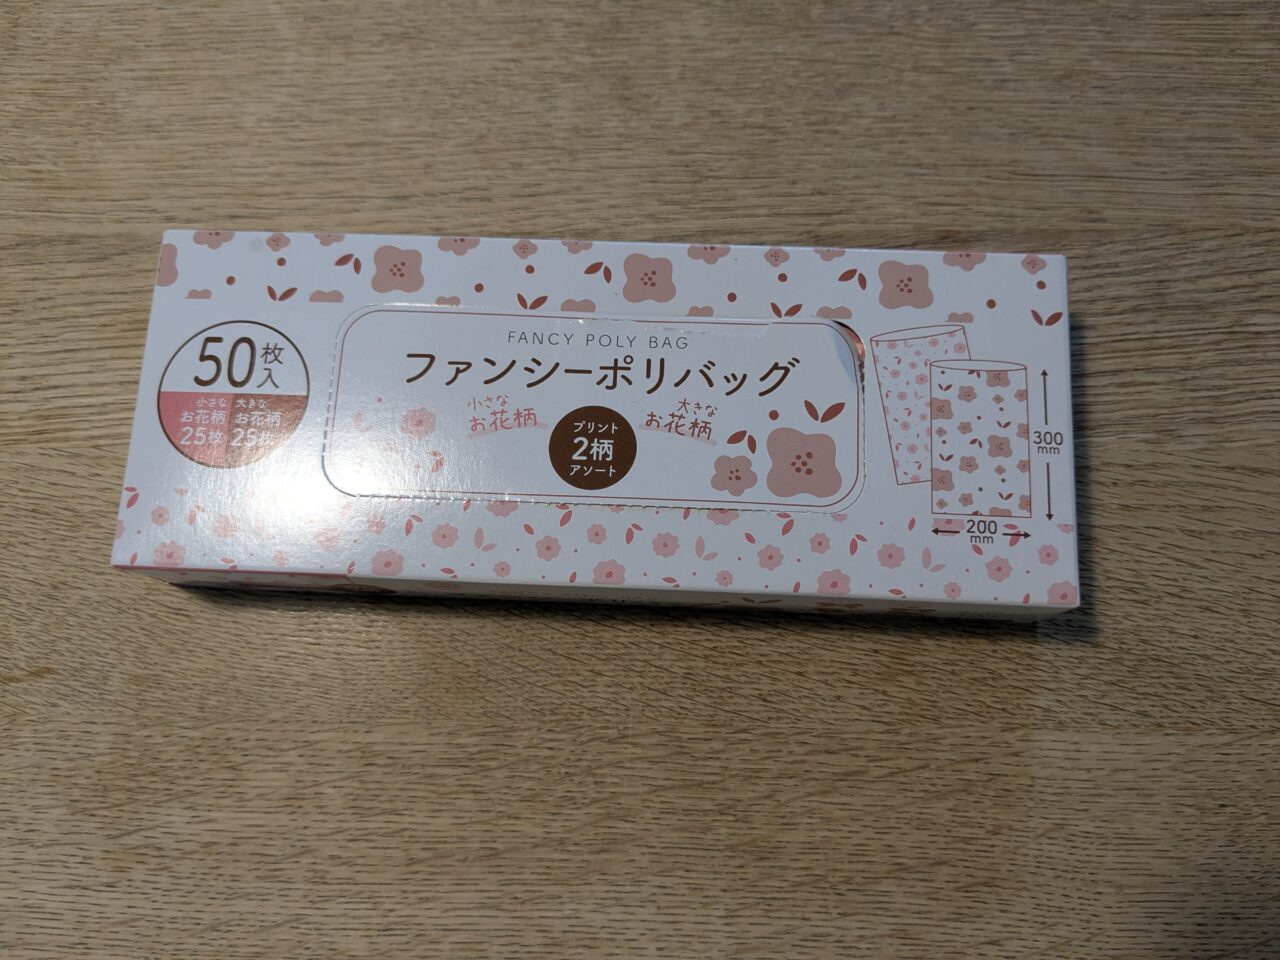 50枚入
小さな お花柄 25枚
大きな お花柄 25枚
FANCY POLY BAG
ファンシーポリバッグ
小さな
お花柄
プリント
2柄
アソート
大きな
お花柄
300
mm
200
mm
FANCY POLY BAG